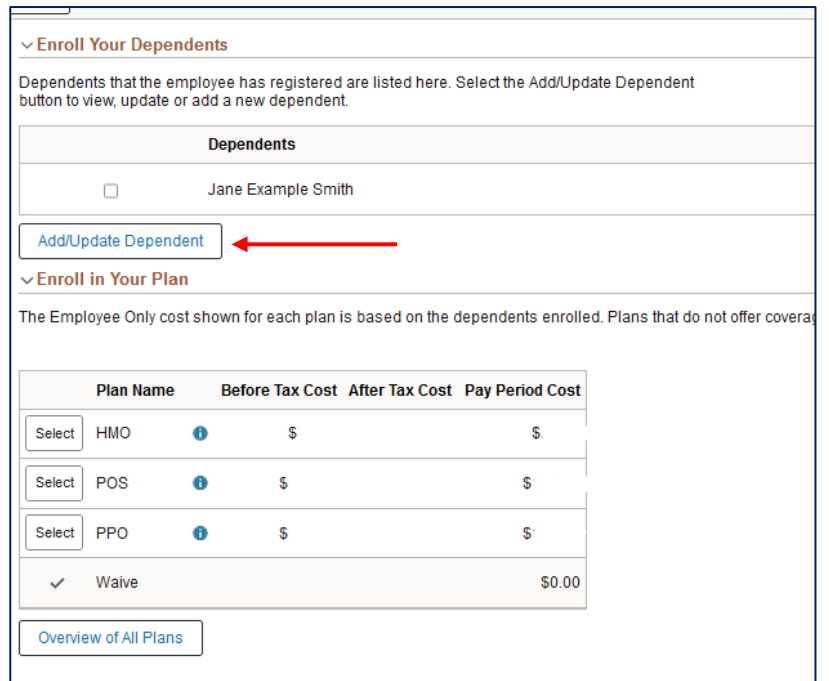 Enroll Your Dependents
Dependents that the employee has registered are listed here. Select the Add/Update Dependent
button to view, update or add a new dependent.
Dependents
Jane Example Smith
Add/Update Dependent
Enroll in Your Plan
The Employee Only cost shown for each plan is based on the dependents enrolled. Plans that do not offer
Plan Name Before Tax Cost After Tax Cost Pay Period Cost
Select HMO $ $
Select POS $ $
Select PPO $ $
Waive $0.00
Overview of All Plans